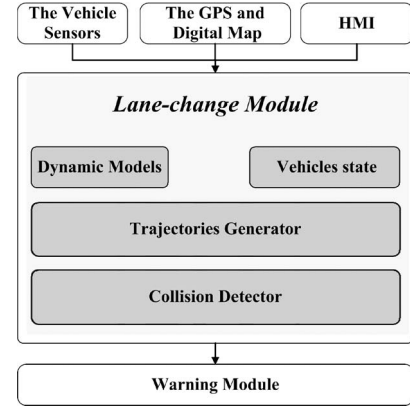 The Vehicle
Sensors
The GPS and
Digital Map
HMI
Lane-change Module
Dynamic Models
Vehicles state
Trajectories Generator
Collision Detector
Warning Module